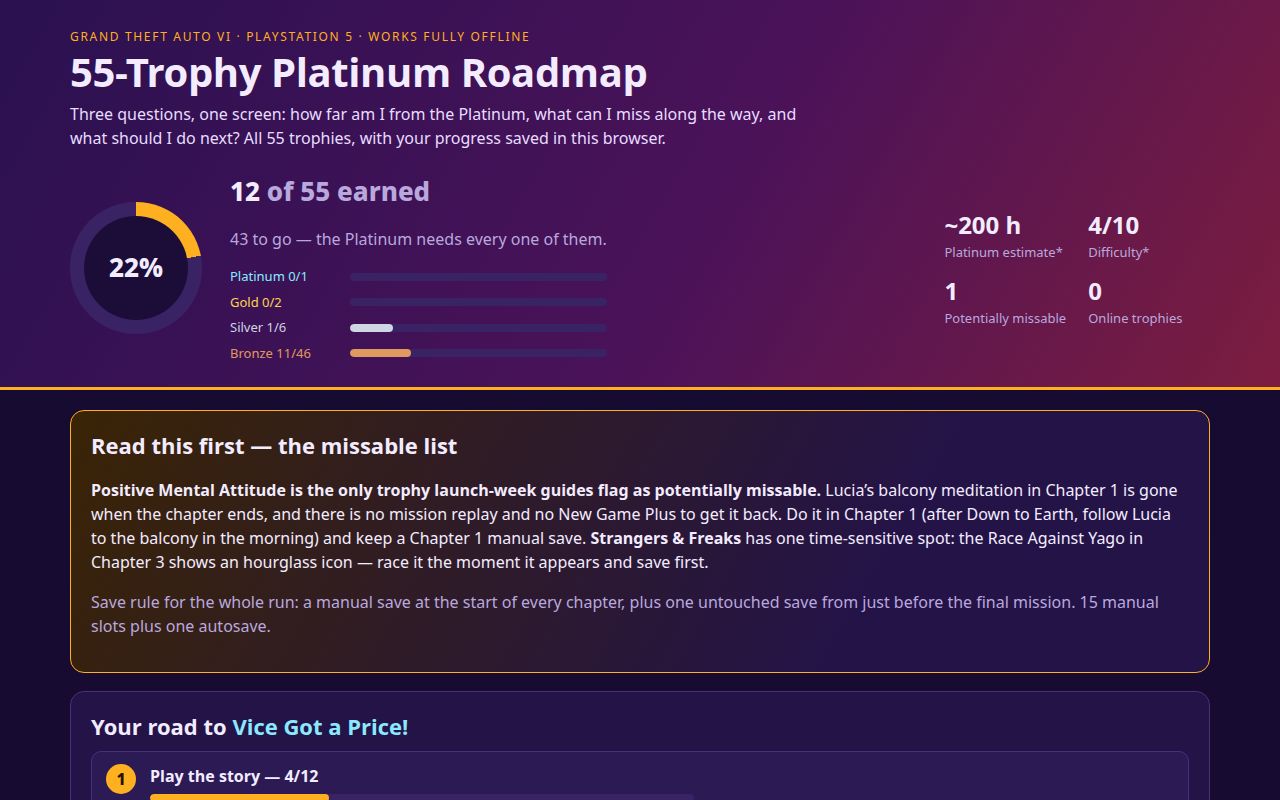 GRAND THEFT AUTO VI · PLAYSTATION 5 · WORKS FULLY OFFLINE
55-Trophy Platinum Roadmap
Three questions, one screen: how far am I from the Platinum, what can I miss along the way, and
what should I do next? All 55 trophies, with your progress saved in this browser.
22%
12 of 55 earned
43 to go — the Platinum needs every one of them.
Platinum 0/1
Gold 0/2
Silver 1/6
Bronze 11/46
~200 h
Platinum estimate*
4/10
Difficulty*
1
Potentially missable
0
Online trophies
Read this first — the missable list
Positive Mental Attitude is the only trophy launch-week guides flag as potentially missable. Lucia’s balcony meditation in Chapter 1 is gone
when the chapter ends, and there is no mission replay and no New Game Plus to get it back. Do it in Chapter 1 (after Down to Earth, follow Lucia
to the balcony in the morning) and keep a Chapter 1 manual save. Strangers & Freaks has one time-sensitive spot: the Race Against Yago in
Chapter 3 shows an hourglass icon — race it the moment it appears and save first.
Save rule for the whole run: a manual save at the start of every chapter, plus one untouched save from just before the final mission. 15 manual
slots plus one autosave.
Your road to Vice Got a Price!
1
Play the story — 4/12